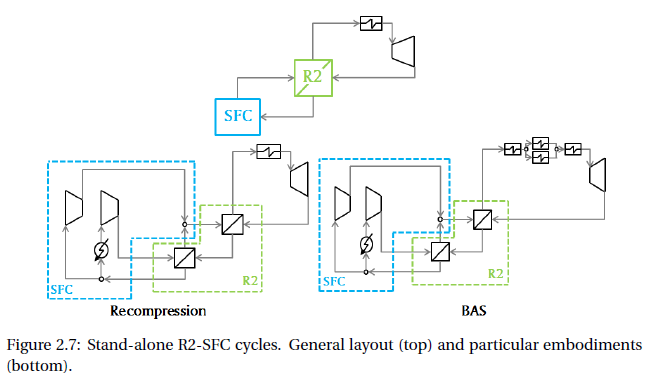 R2
SFC
SFC
R2
Recompression
SFC
R2
BAS
Figure 2.7: Stand-alone R2-SFC cycles. General layout (top) and particular embodiments
(bottom).